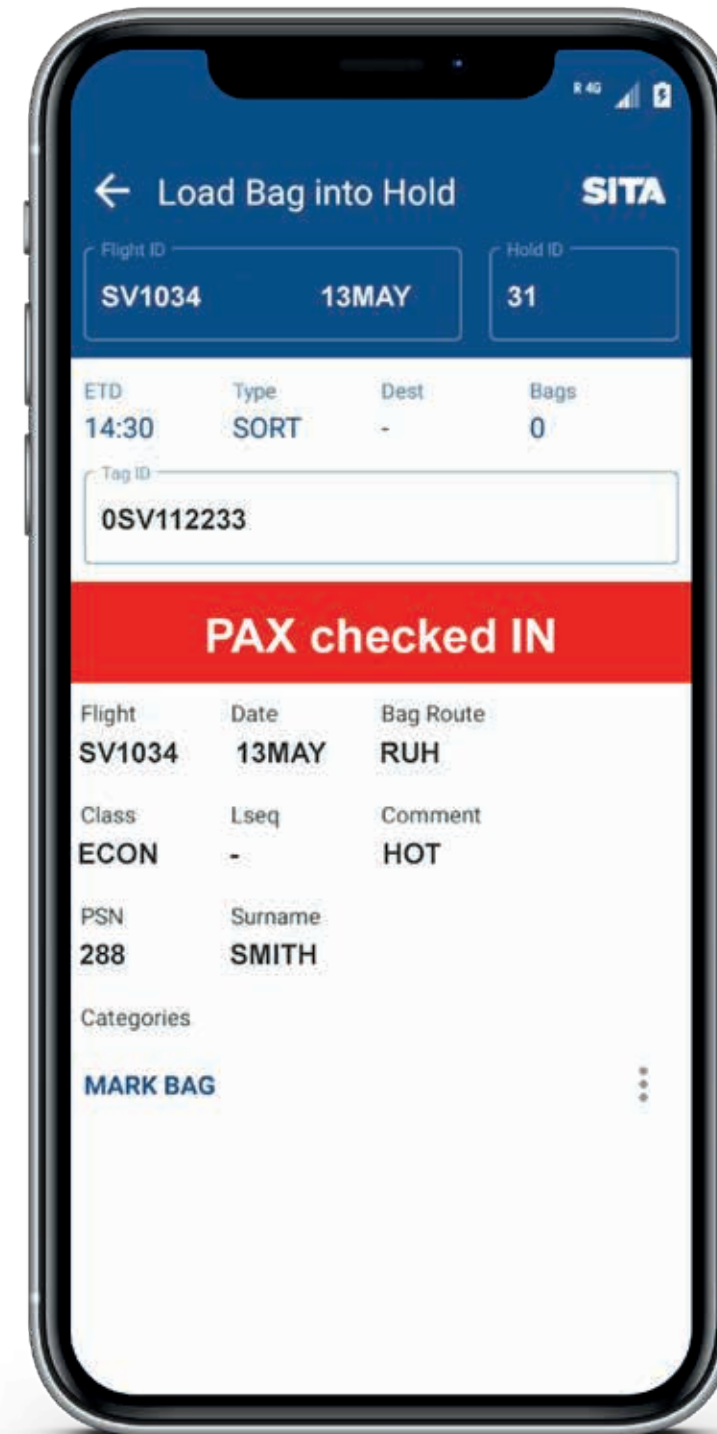 R 4G
← Load Bag into Hold SITA
Flight ID Hold ID
SV1034 13MAY 31
ETD Type Dest Bags
14:30 SORT - 0
Tag ID
0SV112233
PAX checked IN
Flight Date Bag Route
SV1034 13MAY RUH
Class Lseq Comment
ECON - HOT
PSN Surname
288 SMITH
Categories
MARK BAG